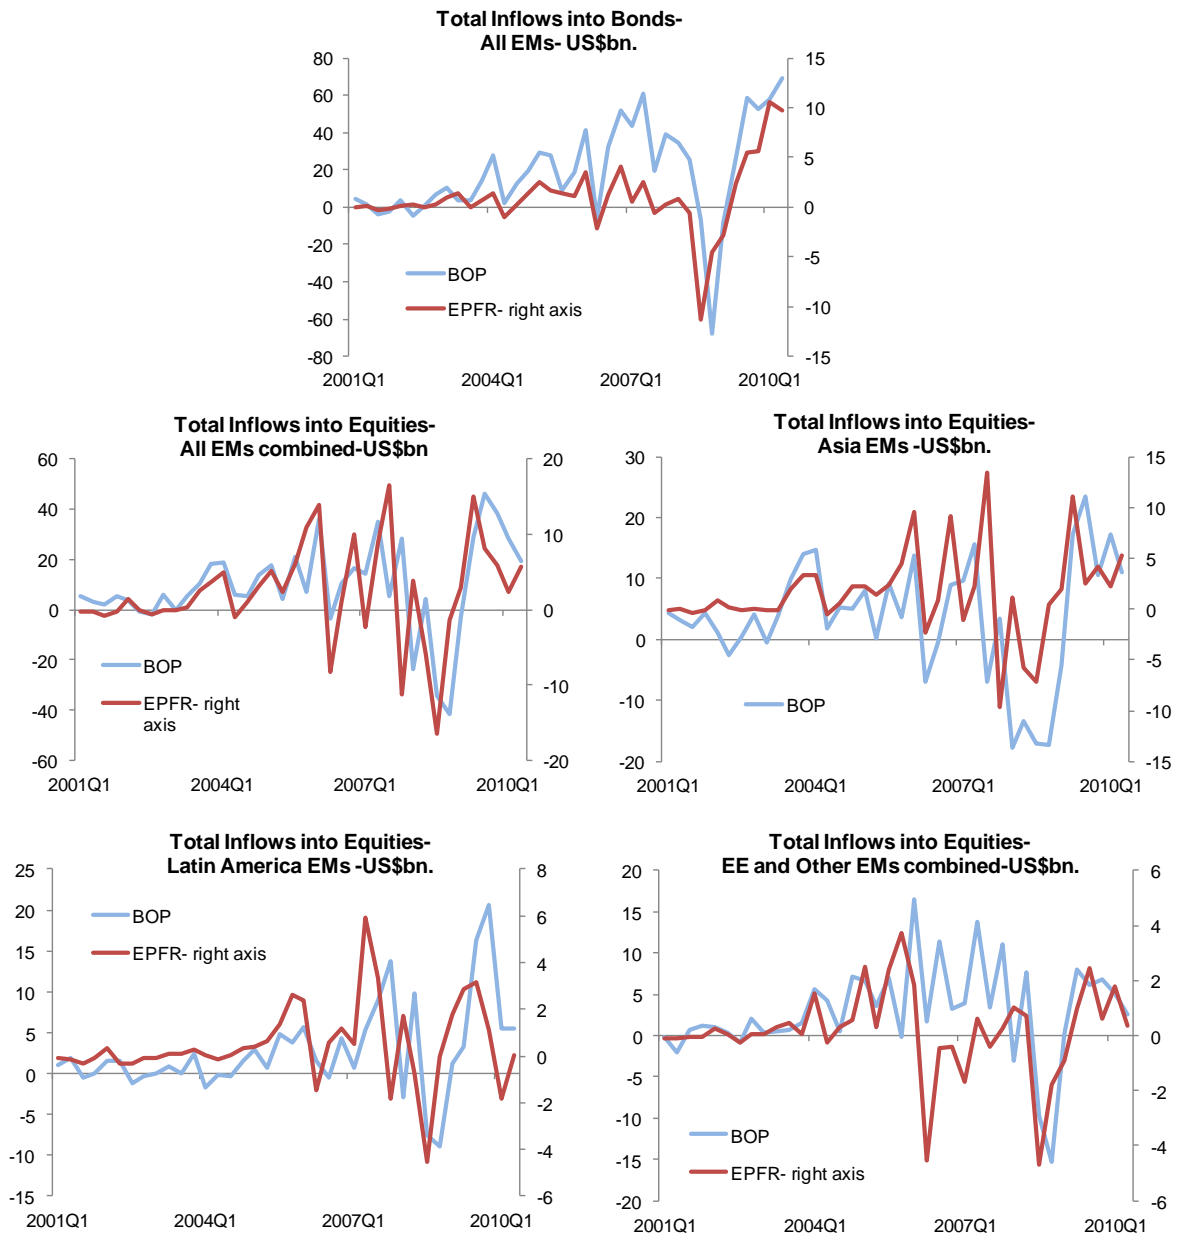 Total Inflows into Bonds-
All EMs- US$bn.
80
60
40
20
0
-20
-40
-60
-80
15
10
5
0
-5
-10
-15
BOP
EPFR- right axis
2001Q1 2004Q1 2007Q1 2010Q1
Total Inflows into Equities-
All EMs combined-US$bn
60
40
20
0
-20
-40
-60
20
10
0
-10
-20
BOP
EPFR- right
axis
2001Q1 2004Q1 2007Q1 2010Q1
Total Inflows into Equities-
Asia EMs -US$bn.
30
20
10
0
-10
-20
15
10
5
0
-5
-10
-15
BOP
2001Q1 2004Q1 2007Q1 2010Q1
Total Inflows into Equities-
Latin America EMs -US$bn.
25
20
15
10
5
0
-5
-10
-15
8
6
4
2
0
-2
-4
-6
BOP
EPFR- right axis
2001Q1 2004Q1 2007Q1 2010Q1
Total Inflows into Equities-
EE and Other EMs combined-US$bn.
20
15
10
5
0
-5
-10
-15
-20
6
4
2
0
-2
-4
-6
BOP
EPFR- right axis
2001Q1 2004Q1 2007Q1 2010Q1